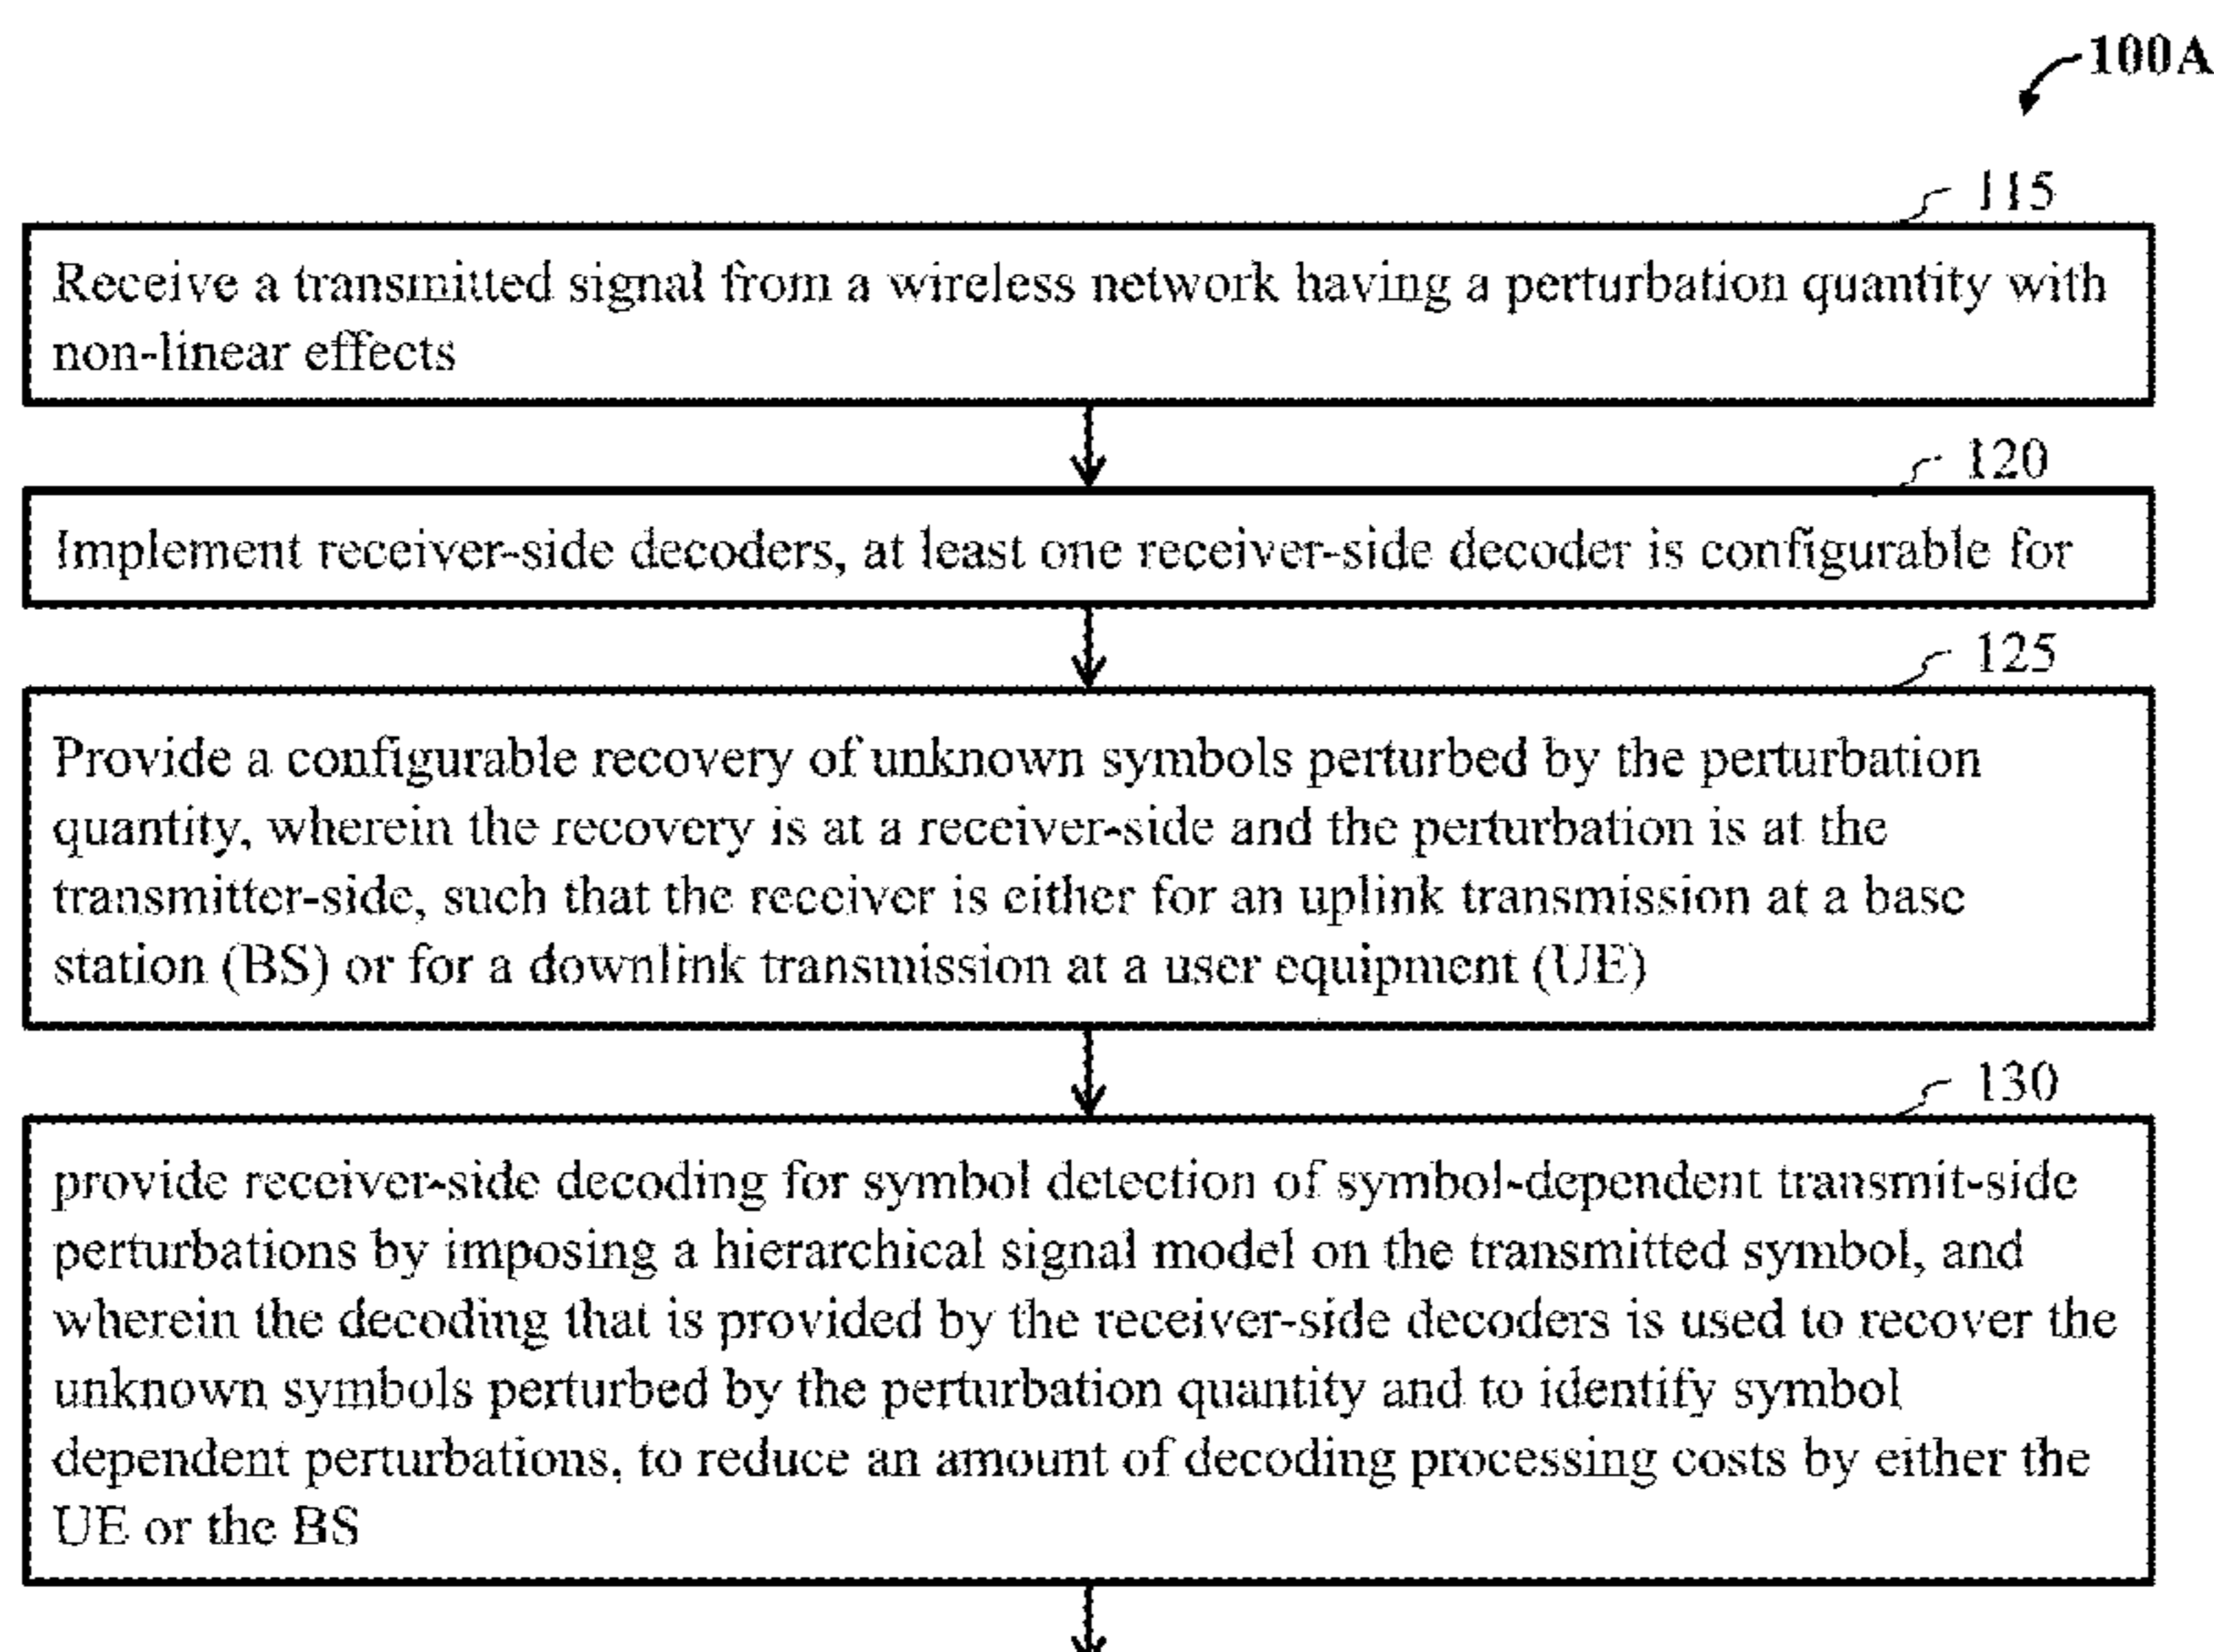 100A
115
Receive a transmitted signal from a wireless network having a perturbation quantity with
non-linear effects
120
Implement receiver-side decoders, at least one receiver-side decoder is configurable for
125
Provide a configurable recovery of unknown symbols perturbed by the perturbation
quantity, wherein the recovery is at a receiver-side and the perturbation is at the
transmitter-side, such that the receiver is either for an uplink transmission at a base
station (BS) or for a downlink transmission at a user equipment (UE)
130
provide receiver-side decoding for symbol detection of symbol-dependent transmit-side
perturbations by imposing a hierarchical signal model on the transmitted symbol, and
wherein the decoding that is provided by the receiver-side decoders is used to recover the
unknown symbols perturbed by the perturbation quantity and to identify symbol
dependent perturbations, to reduce an amount of decoding processing costs by either the
UE or the BS